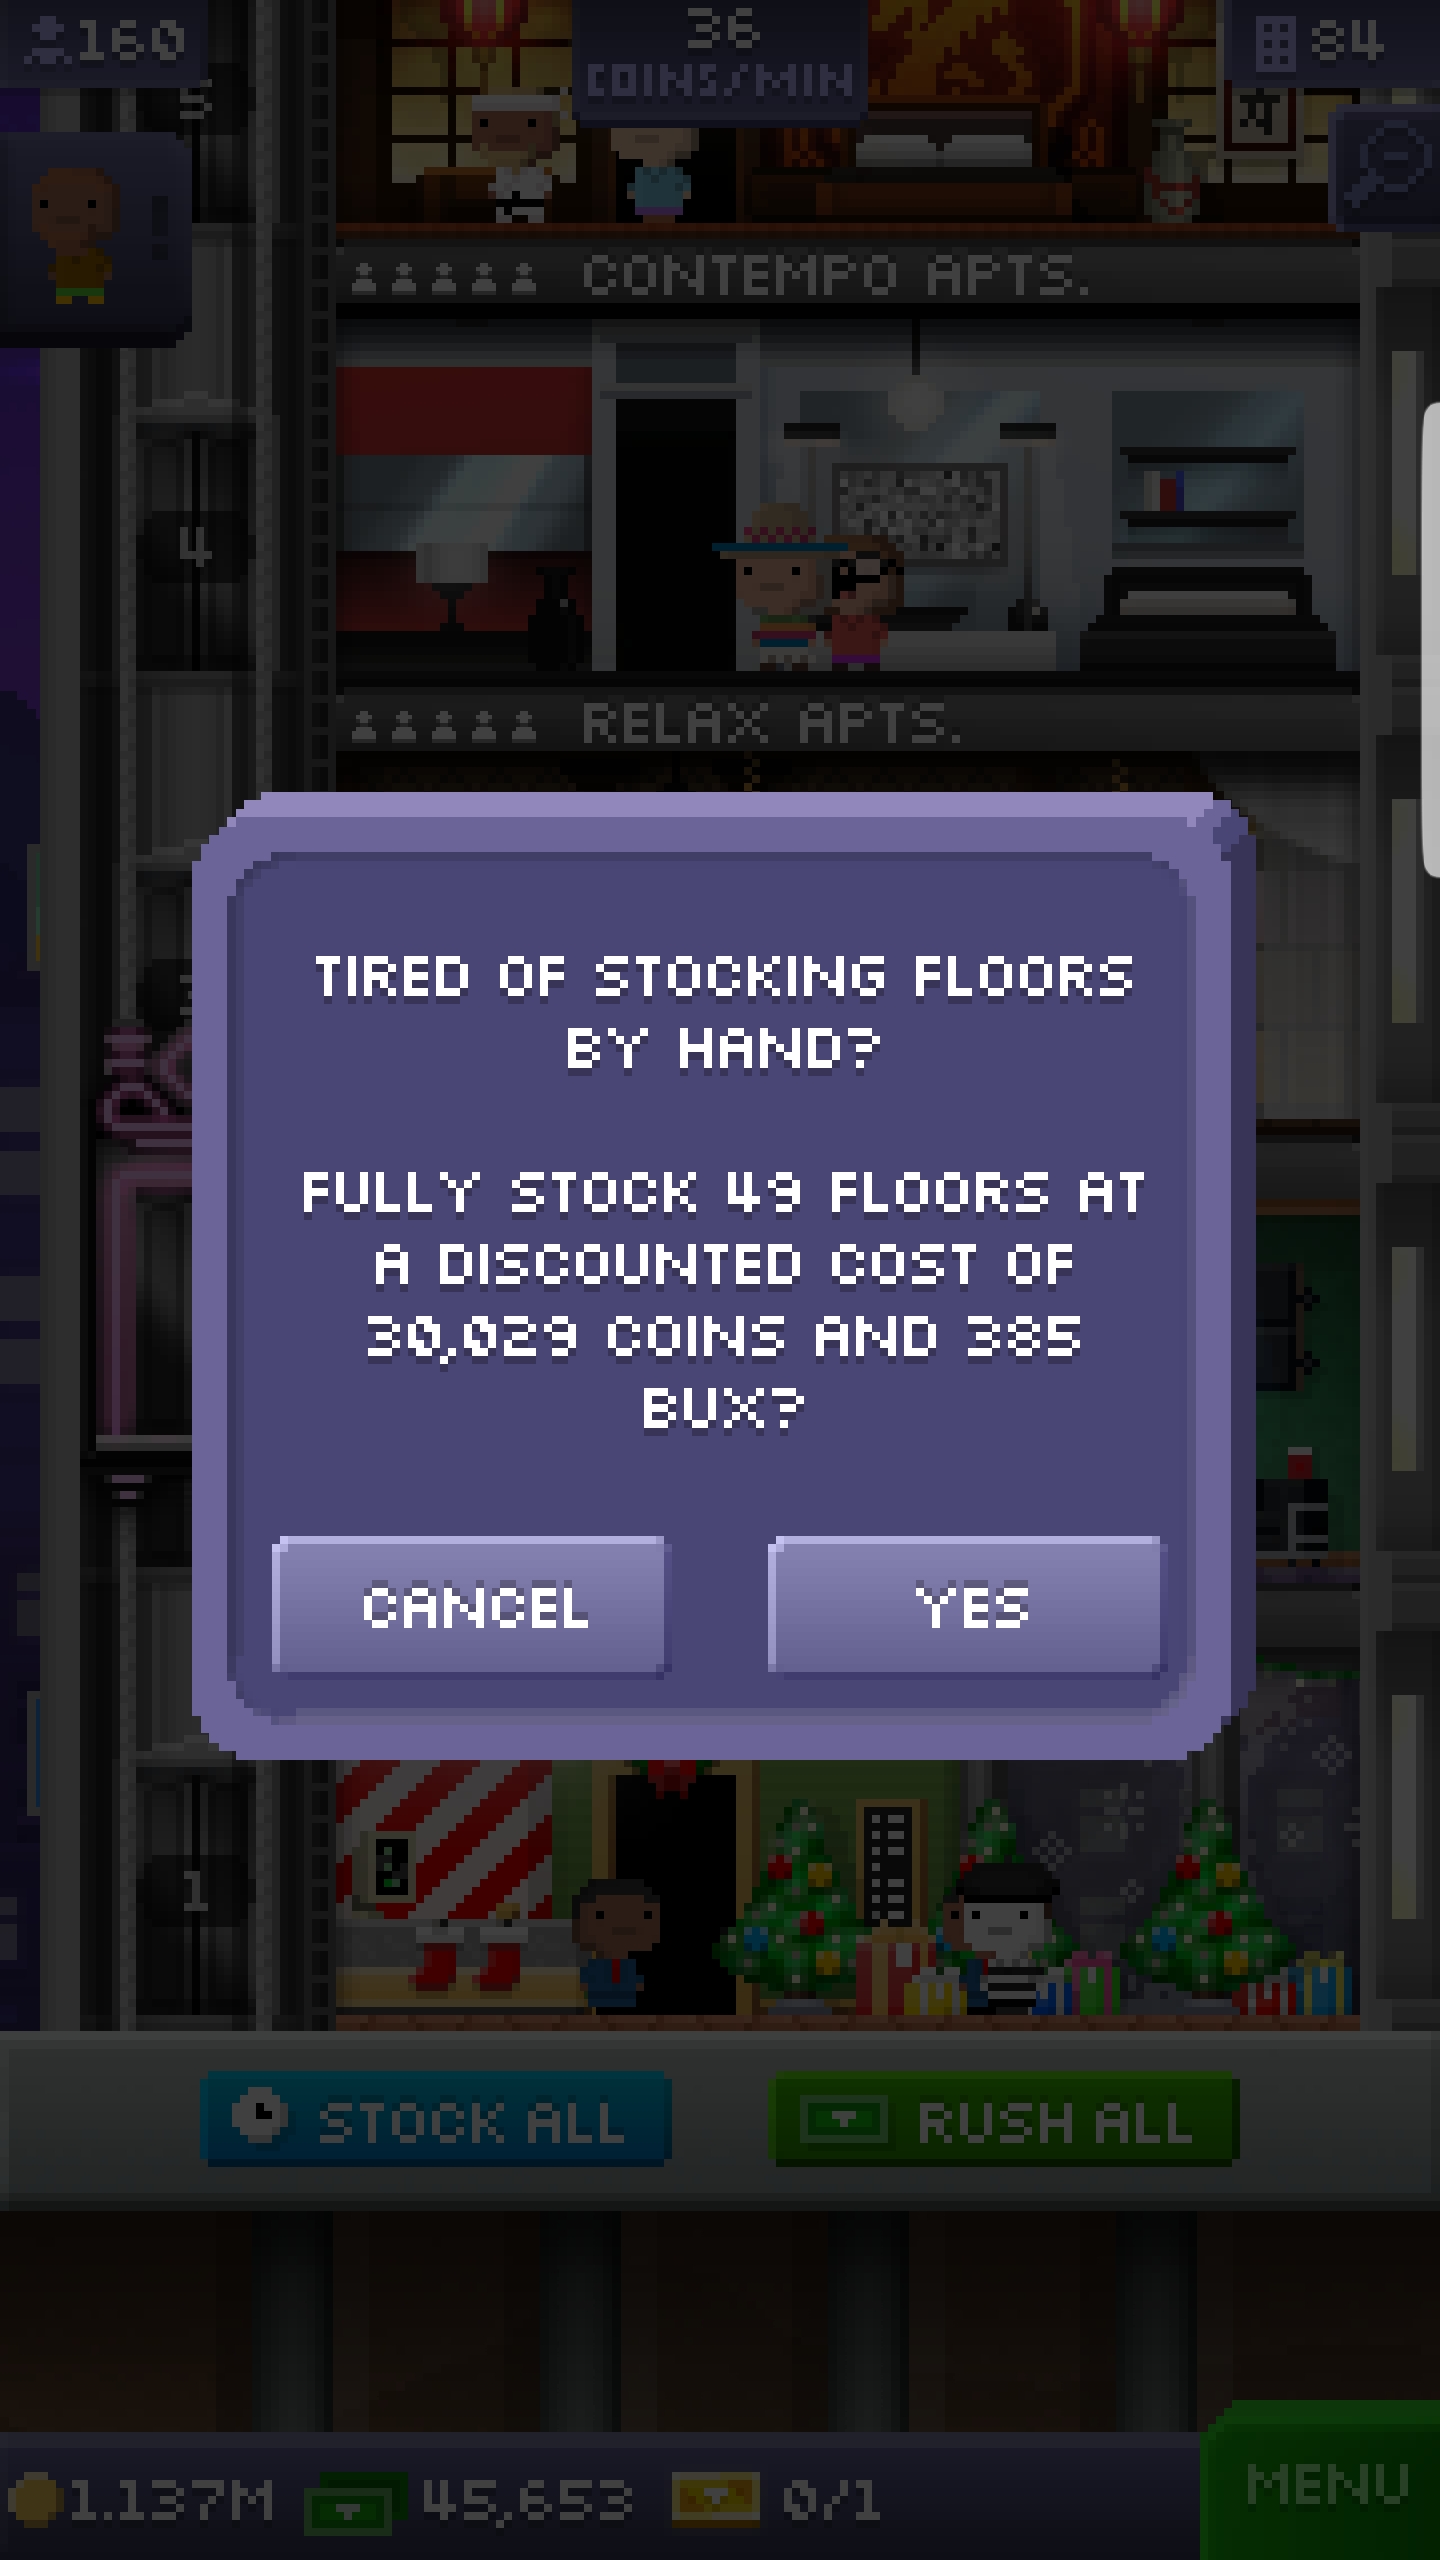 160
36
COINS/MIN
84
5
CONTEMPO APTS.
4
RELAX APTS.
TIRED OF STOCKING FLOORS
BY HAND?
FULLY STOCK 49 FLOORS AT
A DISCOUNTED COST OF
30,029 COINS AND 385
BUX?
CANCEL
YES
1
STOCK ALL
RUSH ALL
1.137M
45,653
0/1
MENU